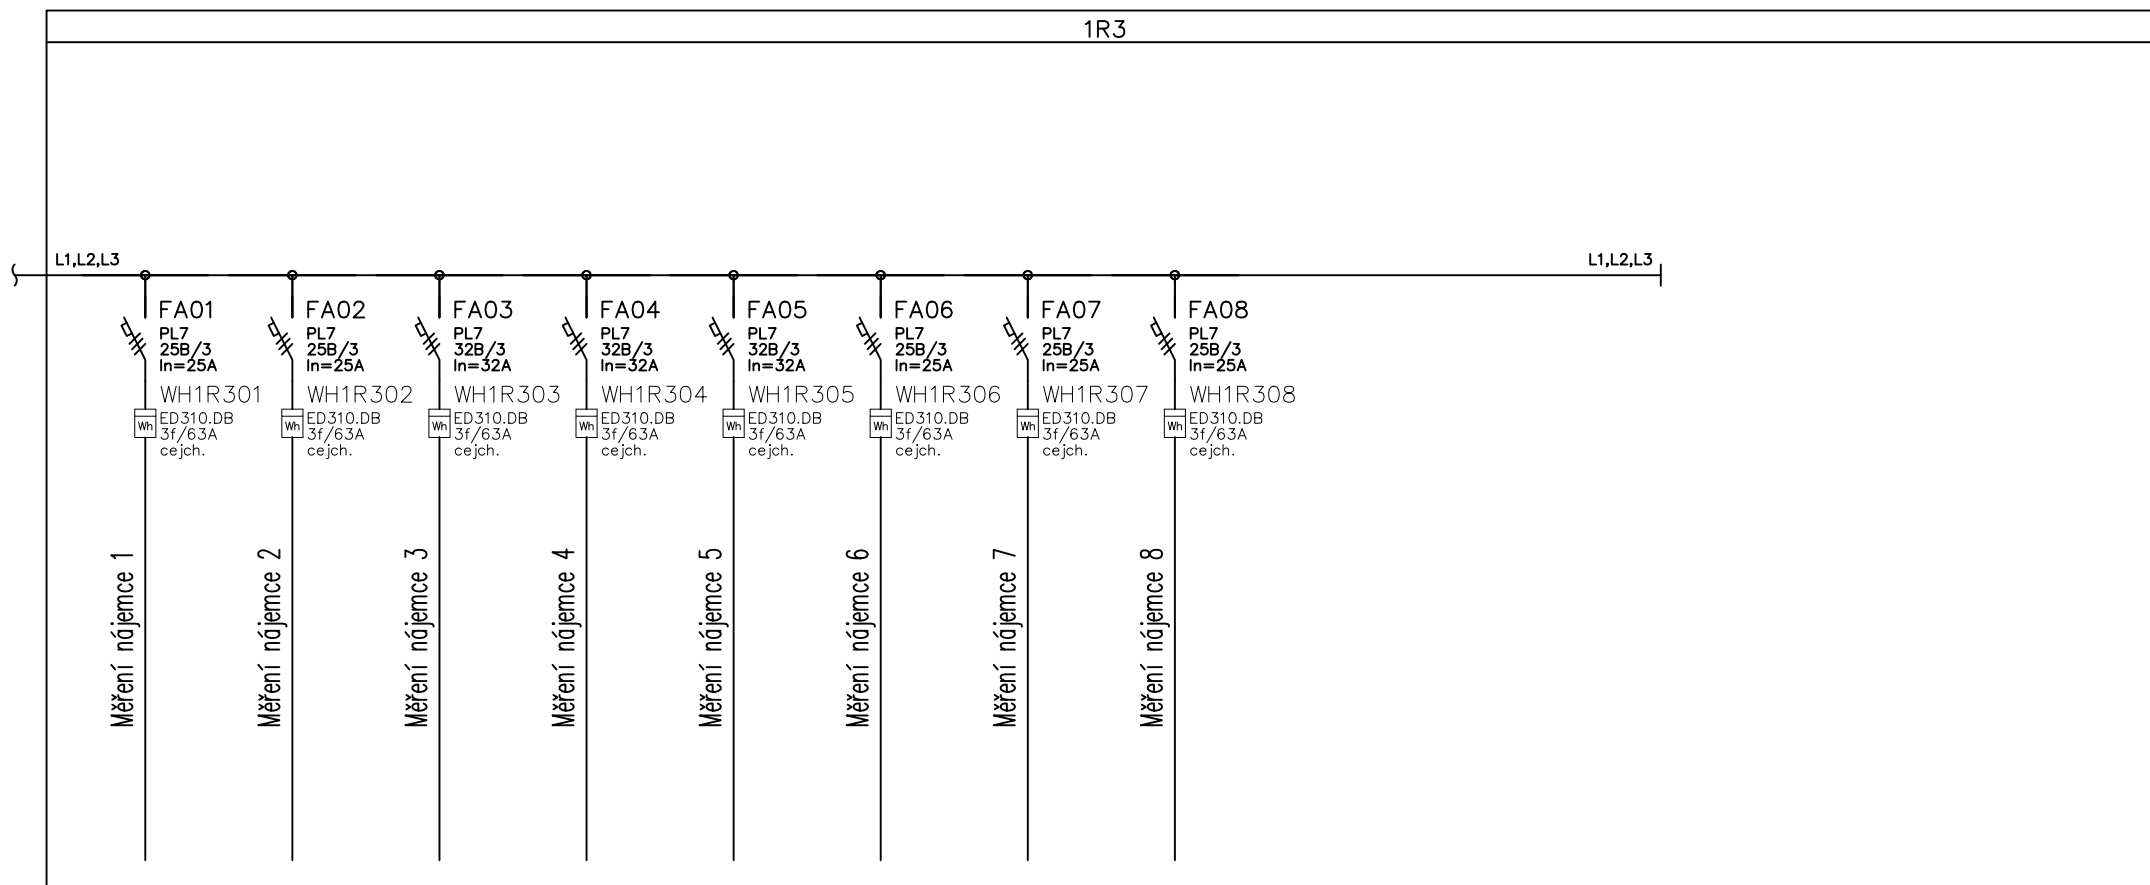 1R3
L1,L2,L3
L1,L2,L3
FA01
PL7
25B/3
In=25A
WH1R301
Wh
ED310.DB
3f/63A
cejch.
Měření nájemce 1
FA02
PL7
25B/3
In=25A
WH1R302
Wh
ED310.DB
3f/63A
cejch.
Měření nájemce 2
FA03
PL7
32B/3
In=32A
WH1R303
Wh
ED310.DB
3f/63A
cejch.
Měření nájemce 3
FA04
PL7
32B/3
In=32A
WH1R304
Wh
ED310.DB
3f/63A
cejch.
Měření nájemce 4
FA05
PL7
32B/3
In=32A
WH1R305
Wh
ED310.DB
3f/63A
cejch.
Měření nájemce 5
FA06
PL7
25B/3
In=25A
WH1R306
Wh
ED310.DB
3f/63A
cejch.
Měření nájemce 6
FA07
PL7
25B/3
In=25A
WH1R307
Wh
ED310.DB
3f/63A
cejch.
Měření nájemce 7
FA08
PL7
25B/3
In=25A
WH1R308
Wh
ED310.DB
3f/63A
cejch.
Měření nájemce 8